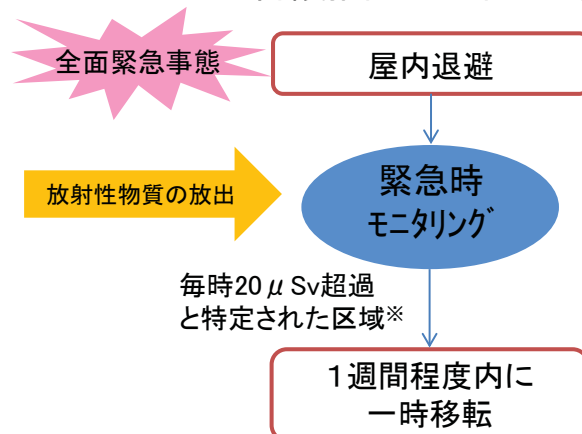 全面緊急事態
屋内退避
放射性物質の放出
緊急時
ﾓﾆﾀﾘﾝｸﾞ
毎時20μSv超過
と特定された区域※
1週間程度内に
一時移転